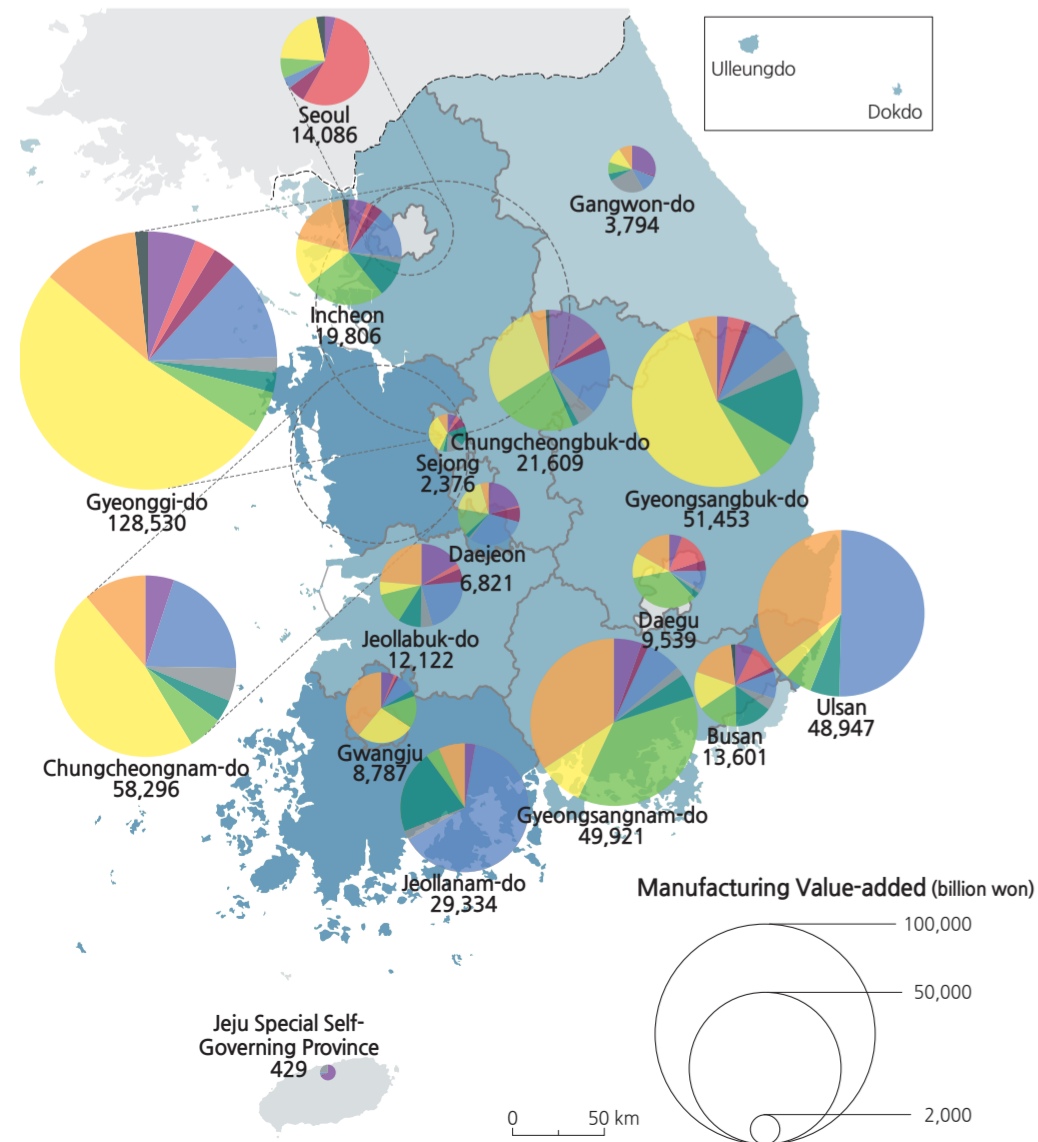 Ulleungdo
Dokdo
Seoul
14,086
Gangwon-do
3,794
Incheon
19,806
Chungcheongbuk-do
21,609
Sejong
2,376
Gyeonggi-do
128,530
Gyeongsangbuk-do
51,453
Daejeon
6,821
Daegu
9,539
Jeollabuk-do
12,122
Ulsan
48,947
Busan
13,601
Gwangju
8,787
Chungcheongnam-do
58,296
Gyeongsangnam-do
49,921
Jeollanam-do
29,334
Manufacturing Value-added (billion won)
100,000
50,000
2,000
Jeju Special Self-
Governing Province
429
0 50 km